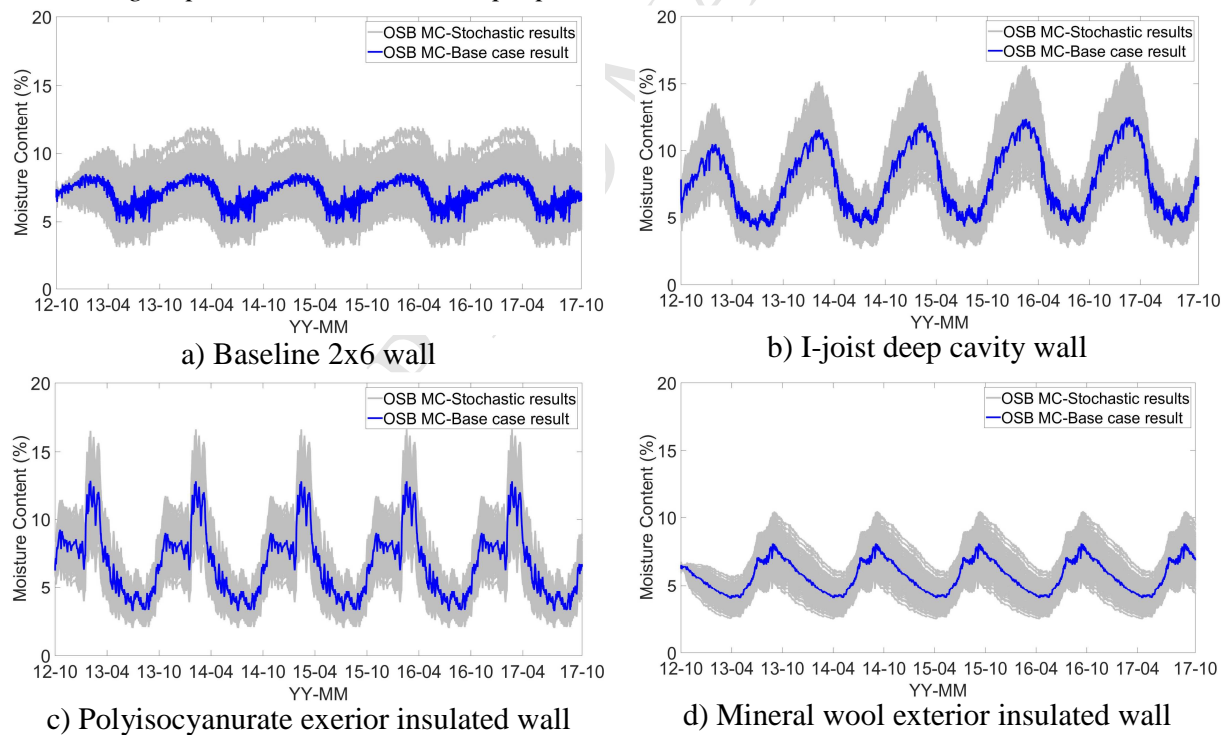 20
15
10
5
0
Moisture Content (%)
OSB MC-Stochastic results
OSB MC-Base case result
12-10 13-04 13-10 14-04 14-10 15-04 15-10 16-04 16-10 17-04 17-10
YY-MM
a) Baseline 2x6 wall
20
15
10
5
0
Moisture Content (%)
OSB MC-Stochastic results
OSB MC-Base case result
12-10 13-04 13-10 14-04 14-10 15-04 15-10 16-04 16-10 17-04 17-10
YY-MM
b) I-joist deep cavity wall
20
15
10
5
0
Moisture Content (%)
OSB MC-Stochastic results
OSB MC-Base case result
12-10 13-04 13-10 14-04 14-10 15-04 15-10 16-04 16-10 17-04 17-10
YY-MM
c) Polyisocyanurate exerior insulated wall
20
15
10
5
0
Moisture Content (%)
OSB MC-Stochastic results
OSB MC-Base case result
12-10 13-04 13-10 14-04 14-10 15-04 15-10 16-04 16-10 17-04 17-10
YY-MM
d) Mineral wool exterior insulated wall